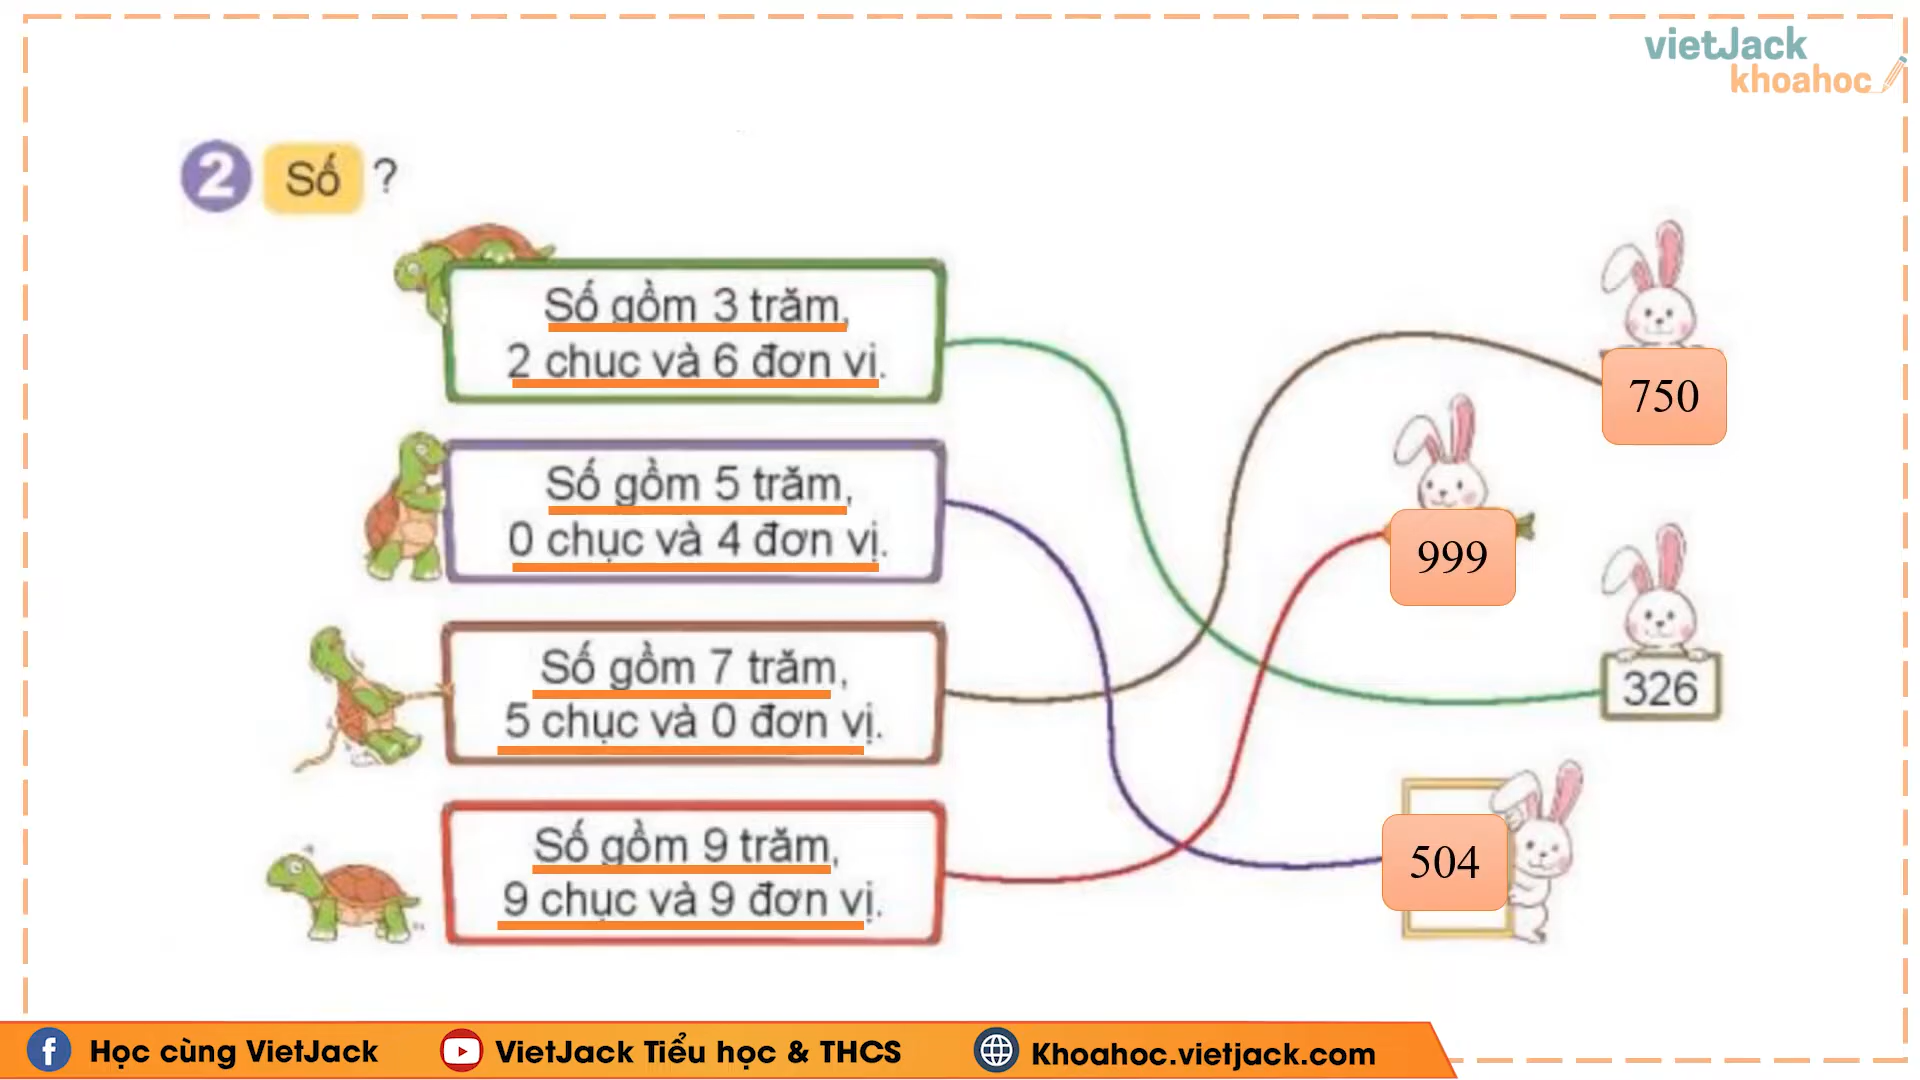 vietJack
khoahoc
2 Số ?
Số gồm 3 trăm,
2 chục và 6 đơn vị.
750
Số gồm 5 trăm,
0 chục và 4 đơn vị.
999
Số gồm 7 trăm,
5 chục và 0 đơn vị.
326
Số gồm 9 trăm,
9 chục và 9 đơn vị.
504
Học cùng VietJack
VietJack Tiểu học & THCS
Khoahoc.vietjack.com